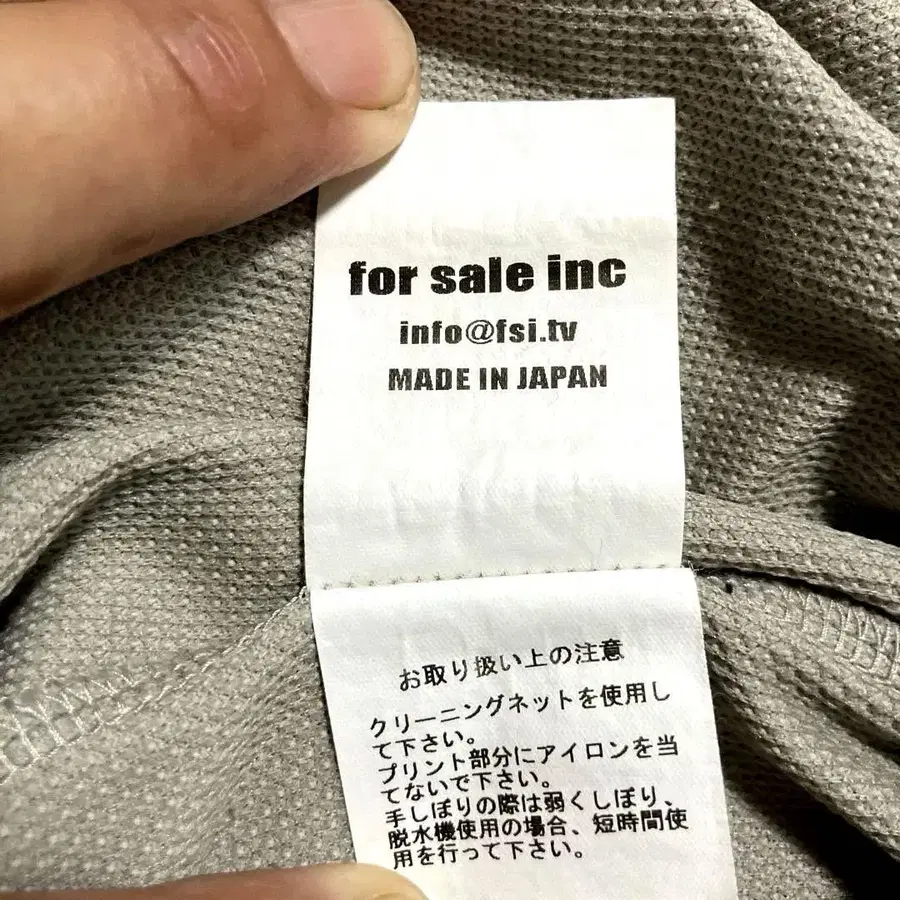 for sale inc
info@fsi.tv
MADE IN JAPAN
お取り扱い上の注意
クリーニングネットを使用し
て下さい。
プリント部分にアイロンを当
てないで下さい。
手しぼりの際は弱くしぼり、
脱水機使用の場合、短時間使
用を行って下さい。